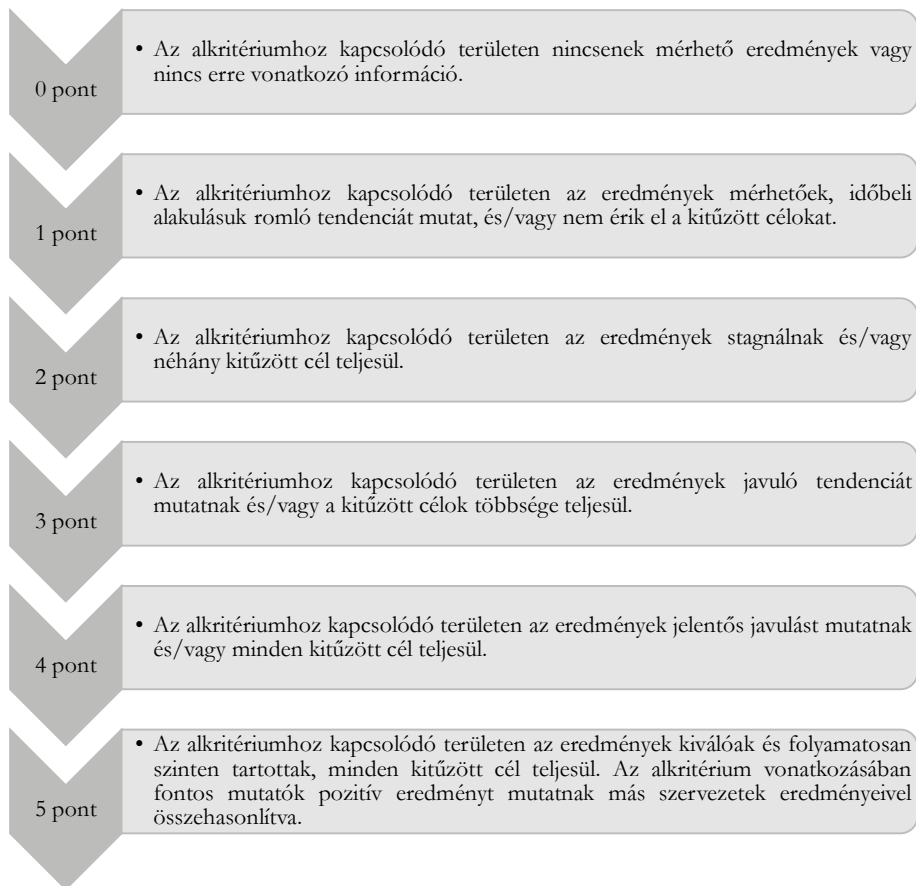 0 pont
• Az alkritériumhoz kapcsolódó területen nincsenek mérhető eredmények vagy
nincs erre vonatkozó információ.
1 pont
• Az alkritériumhoz kapcsolódó területen az eredmények mérhetőek, időbeli
alakulásuk romló tendenciát mutat, és/vagy nem érik el a kitűzött célokat.
2 pont
• Az alkritériumhoz kapcsolódó területen az eredmények stagnálnak és/vagy
néhány kitűzött cél teljesül.
3 pont
• Az alkritériumhoz kapcsolódó területen az eredmények javuló tendenciát
mutatnak és/vagy a kitűzött célok többsége teljesül.
4 pont
• Az alkritériumhoz kapcsolódó területen az eredmények jelentős javulást mutatnak
és/vagy minden kitűzött cél teljesül.
5 pont
• Az alkritériumhoz kapcsolódó területen az eredmények kiválóak és folyamatosan
szinten tartottak, minden kitűzött cél teljesül. Az alkritérium vonatkozásában
fontos mutatók pozitív eredményt mutatnak más szervezetek eredményeivel
összehasonlítva.